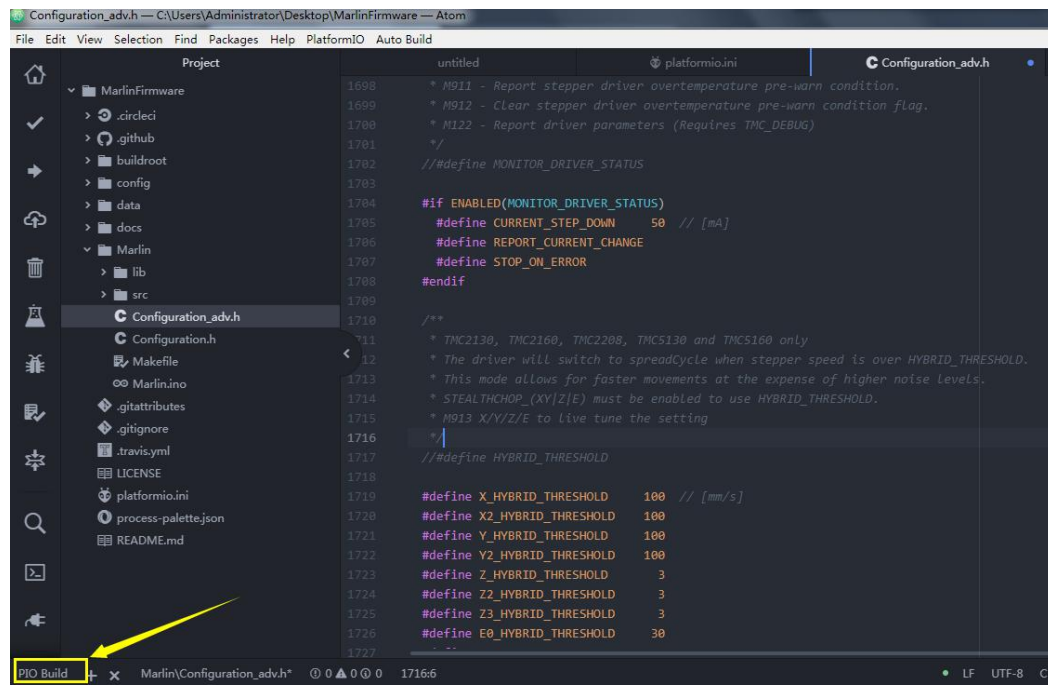 Configuration_adv.h — C:\Users\Administrator\Desktop\MarlinFirmware — Atom
File Edit View Selection Find Packages Help PlatformIO Auto Build
Project
MarlinFirmware
.circleci
.github
buildroot
config
data
docs
Marlin
lib
src
Configuration_adv.h
Configuration.h
Makefile
Marlin.ino
.gitattributes
.gitignore
.travis.yml
LICENSE
platformio.ini
process-palette.json
README.md
untitled platformio.ini Configuration_adv.h
1698 * M911 - Report stepper driver overtemperature pre-warn condition.
1699 * M912 - Clear stepper driver overtemperature pre-warn condition flag.
1700 * M122 - Report driver parameters (Requires TMC_DEBUG)
1701 */
1702 //#define MONITOR_DRIVER_STATUS
1703
1704 #if ENABLED(MONITOR_DRIVER_STATUS)
1705 #define CURRENT_STEP_DOWN 50 // [mA]
1706 #define REPORT_CURRENT_CHANGE
1707 #define STOP_ON_ERROR
1708 #endif
1709
1710 /**
711 * TMC2130, TMC2160, TMC2208, TMC5130 and TMC5160 only
12 * The driver will switch to spreadCycle when stepper speed is over HYBRID_THRESHOLD.
1713 * This mode allows for faster movements at the expense of higher noise levels.
1714 * STEALTHCHOP_(XY|Z|E) must be enabled to use HYBRID_THRESHOLD.
1715 * M913 X/Y/Z/E to live tune the setting
1716 */
1717 //#define HYBRID_THRESHOLD
1718
1719 #define X_HYBRID_THRESHOLD 100 // [mm/s]
1720 #define X2_HYBRID_THRESHOLD 100
1721 #define Y_HYBRID_THRESHOLD 100
1722 #define Y2_HYBRID_THRESHOLD 100
1723 #define Z_HYBRID_THRESHOLD 3
1724 #define Z2_HYBRID_THRESHOLD 3
1725 #define Z3_HYBRID_THRESHOLD 3
1726 #define E0_HYBRID_THRESHOLD 30
1727
PIO Build + × Marlin\Configuration_adv.h* 0 0 0 1716:6 LF UTF-8 C